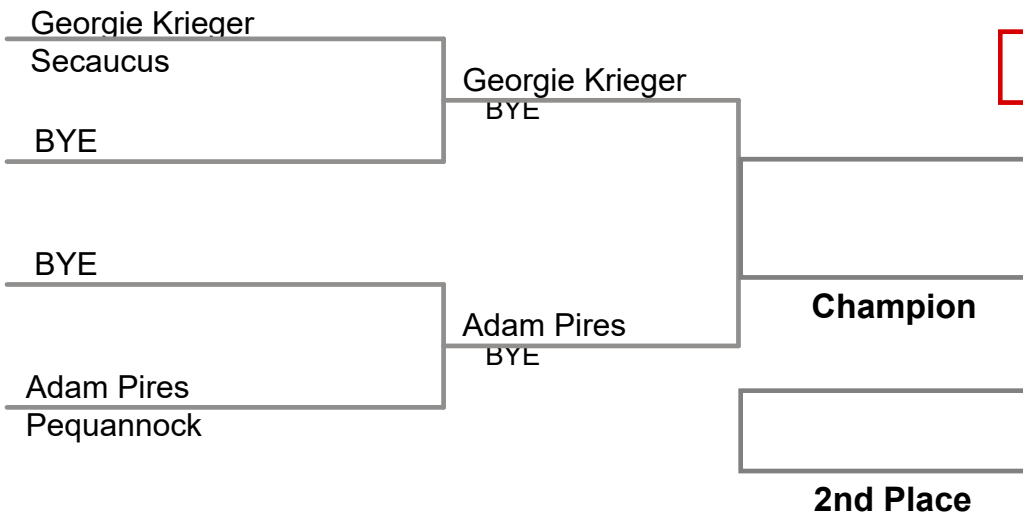 Georgie Krieger
Secaucus
BYE
BYE
Adam Pires
Pequannock
Georgie Krieger
BYE
Adam Pires
BYE
Champion
2nd Place